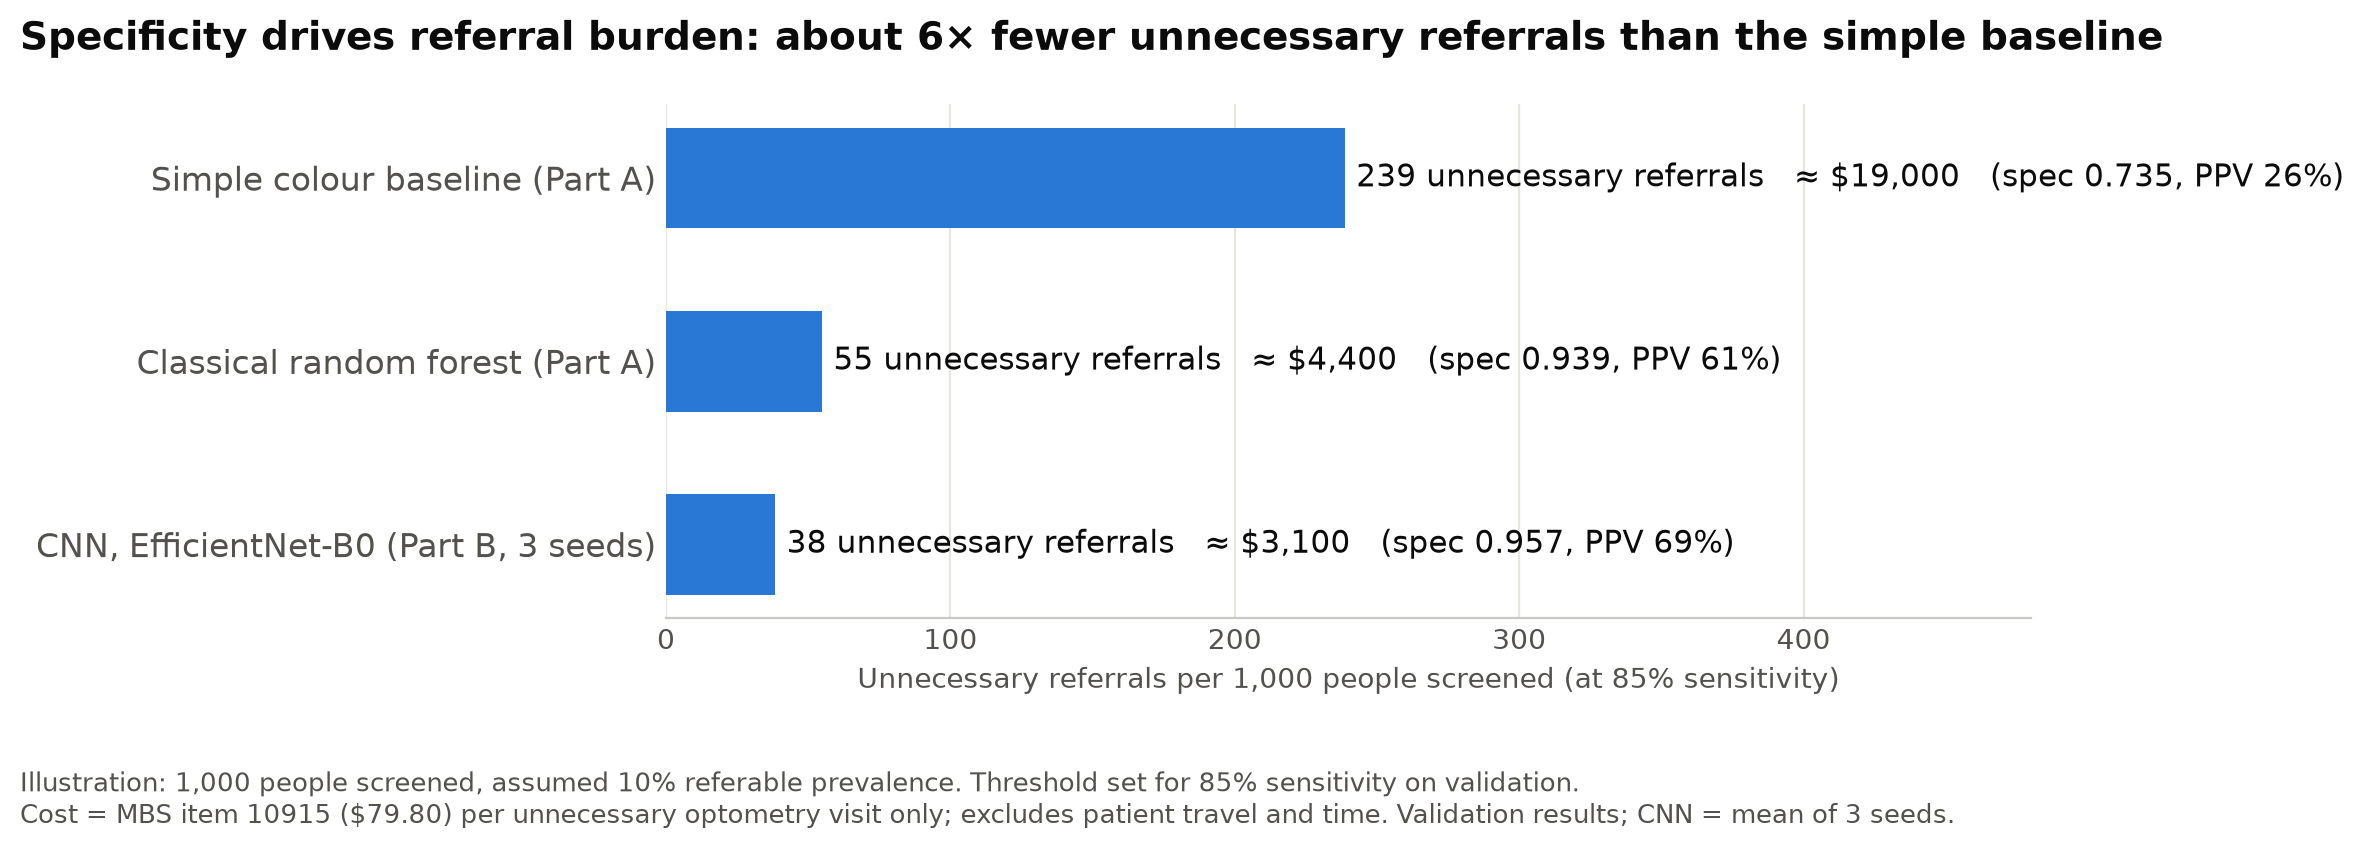 Specificity drives referral burden: about 6× fewer unnecessary referrals than the simple baseline
Simple colour baseline (Part A)
239 unnecessary referrals ≈ $19,000 (spec 0.735, PPV 26%)
Classical random forest (Part A)
55 unnecessary referrals ≈ $4,400 (spec 0.939, PPV 61%)
CNN, EfficientNet-B0 (Part B, 3 seeds)
38 unnecessary referrals ≈ $3,100 (spec 0.957, PPV 69%)
0 100 200 300 400
Unnecessary referrals per 1,000 people screened (at 85% sensitivity)
Illustration: 1,000 people screened, assumed 10% referable prevalence. Threshold set for 85% sensitivity on validation.
Cost = MBS item 10915 ($79.80) per unnecessary optometry visit only; excludes patient travel and time. Validation results; CNN = mean of 3 seeds.